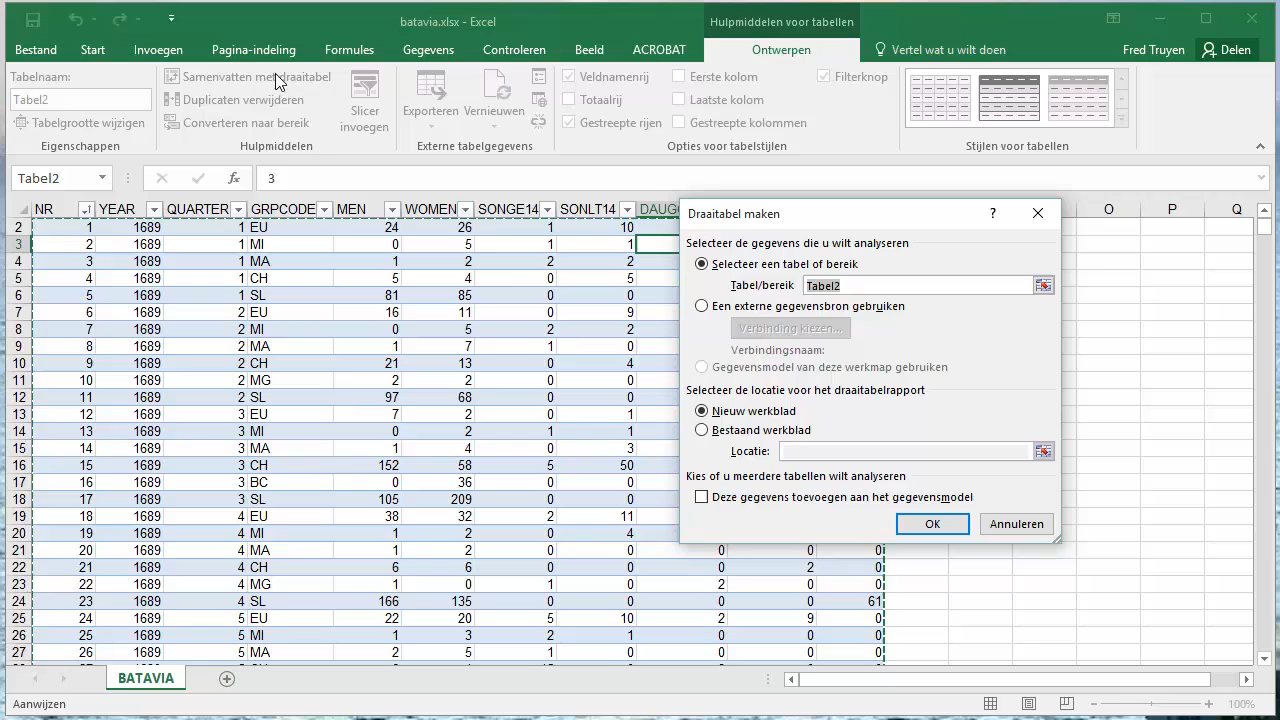 batavia.xlsx - Excel
Hulpmiddelen voor tabellen
Bestand Start Invoegen Pagina-indeling Formules Gegevens Controleren Beeld ACROBAT Ontwerpen Vertel wat u wilt doen Fred Truyen Delen
Tabelnaam:
Tabel2
Tabelgrootte wijzigen
Eigenschappen
Samenvatten met draaitabel
Duplicaten verwijderen
Converteren naar bereik
Slicer invoegen
Hulpmiddelen
Exporteren Vernieuwen
Externe tabelgegevens
Veldnamenrij Eerste kolom Filterknop
Totaalrij Laatste kolom
Gestreepte rijen Gestreepte kolommen
Opties voor tabelstijlen
Stijlen voor tabellen
Tabel2 fx 3
NR YEAR QUARTER GRPCODE MEN WOMEN SONGE14 SONLT14 O P Q
2 1 1689 1 EU 24 26 1 10
3 2 1689 1 MI 0 5 1 1
4 3 1689 1 MA 1 2 2 2
5 4 1689 1 CH 5 4 0 5
6 5 1689 1 SL 81 85 0 0
7 6 1689 2 EU 16 11 0 9
8 7 1689 2 MI 0 5 2 2
9 8 1689 2 MA 1 7 1 0
10 9 1689 2 CH 21 13 0 4
11 10 1689 2 MG 2 2 0 0
12 11 1689 2 SL 97 68 0 0
13 12 1689 3 EU 7 2 0 1
14 13 1689 3 MI 0 2 1 1
15 14 1689 3 MA 1 4 0 3
16 15 1689 3 CH 152 58 5 50
17 16 1689 3 BC 0 36 0 0
18 17 1689 3 SL 105 209 0 0
19 18 1689 4 EU 38 32 2 11
20 19 1689 4 MI 1 2 0 4
21 20 1689 4 MA 1 2 0 0 0 0 0
22 21 1689 4 CH 6 6 0 0 0 2 0
23 22 1689 4 MG 1 0 1 0 2 0 0
24 23 1689 4 SL 166 135 0 0 0 0 61
25 24 1689 5 EU 22 20 5 10 2 9 0
26 25 1689 5 MI 1 3 2 1 0 0 0
27 26 1689 5 MA 2 5 1 0 0 0 0
Draaitabel maken ?
Selecteer de gegevens die u wilt analyseren
Selecteer een tabel of bereik
Tabel/bereik Tabel2
Een externe gegevensbron gebruiken
Verbinding kiezen...
Verbindingsnaam:
Gegevensmodel van deze werkmap gebruiken
Selecteer de locatie voor het draaitabelrapport
Nieuw werkblad
Bestaand werkblad
Locatie:
Kies of u meerdere tabellen wilt analyseren
Deze gegevens toevoegen aan het gegevensmodel
OK Annuleren
BATAVIA
Aanwijzen 100%